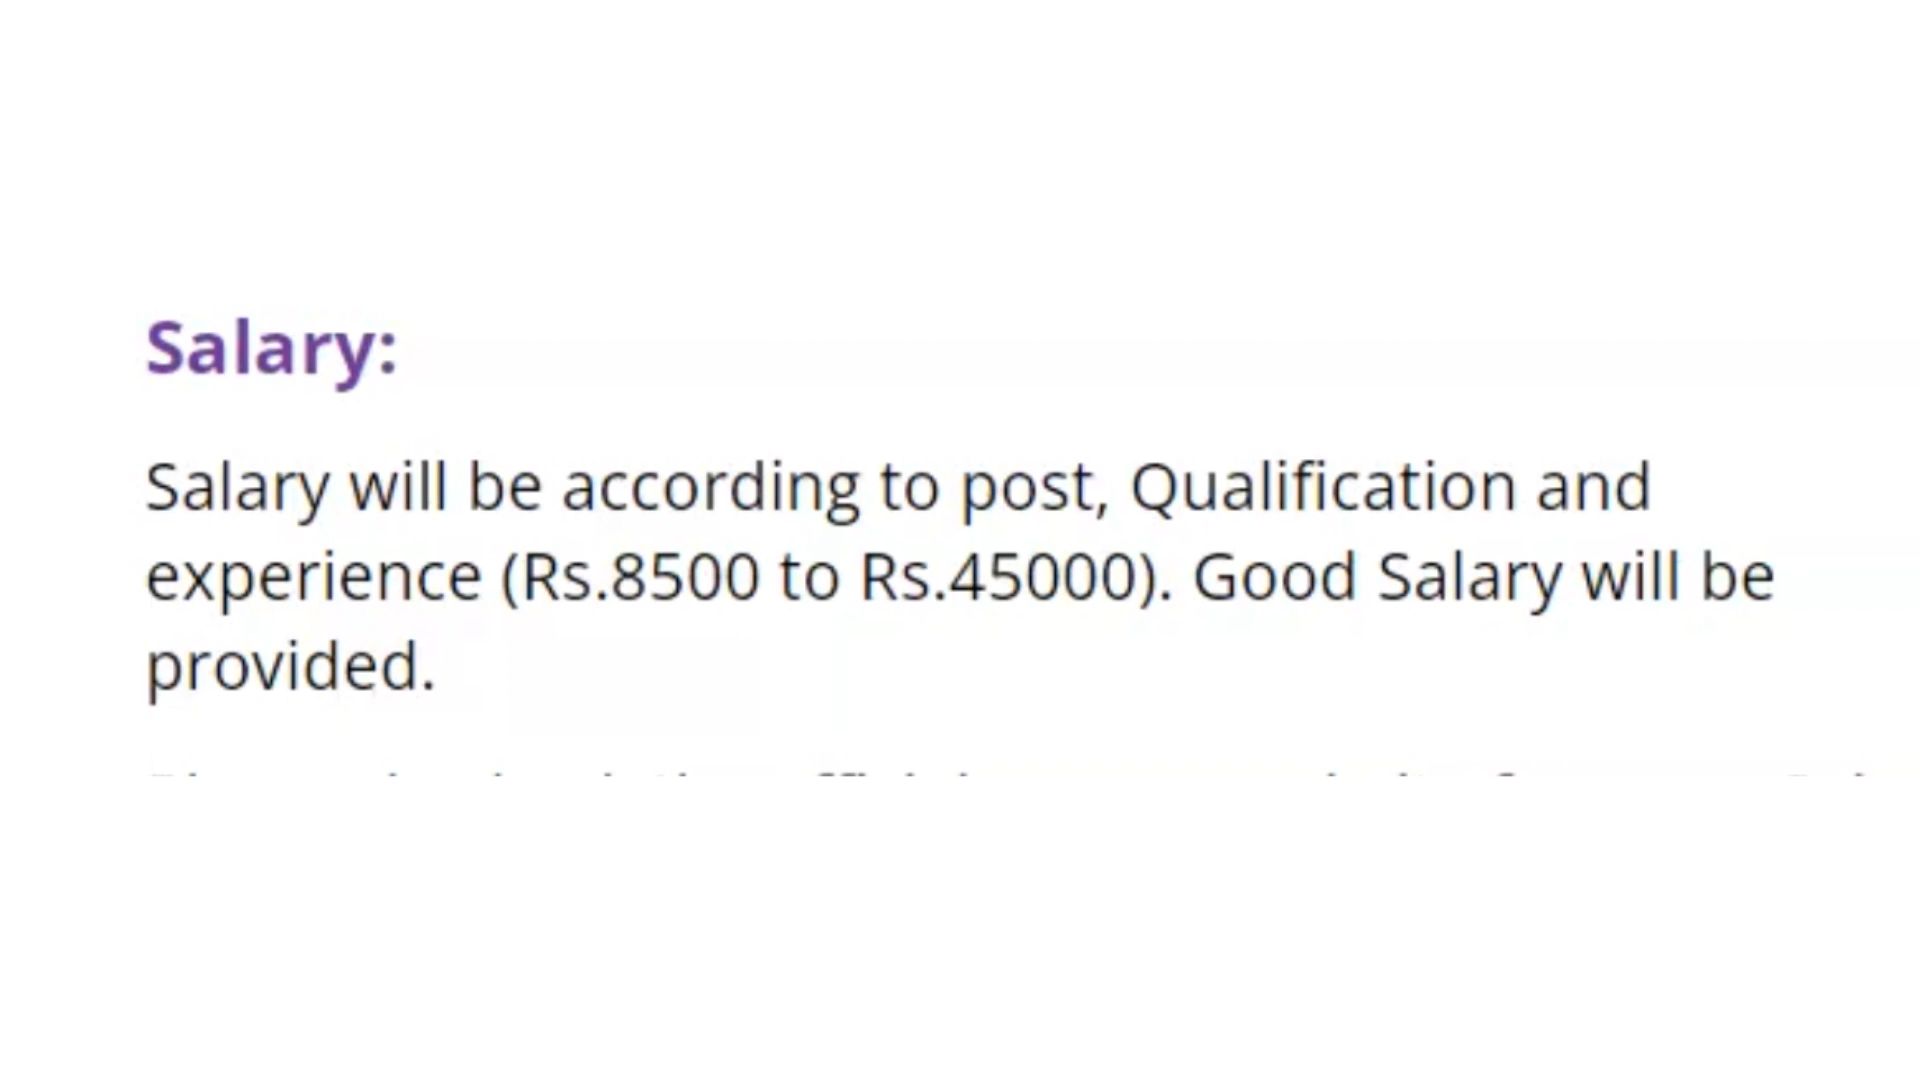 Salary:
Salary will be according to post, Qualification and
experience (Rs.8500 to Rs.45000). Good Salary will be
provided.